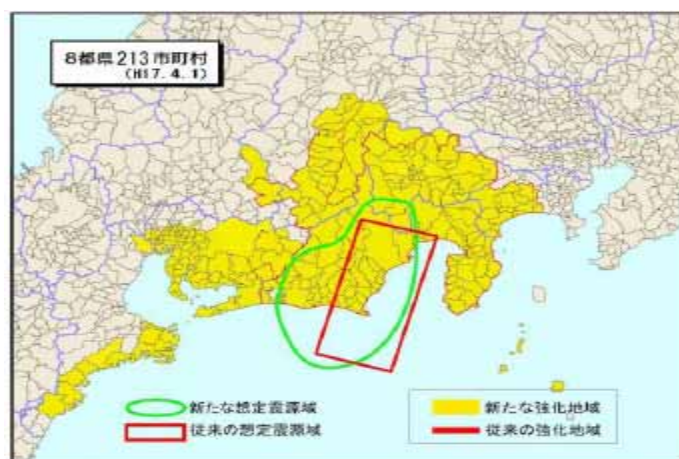 8都県213市町村
(H17.4.1)
新たな想定震源域
従来の想定震源域
新たな強化地域
従来の強化地域